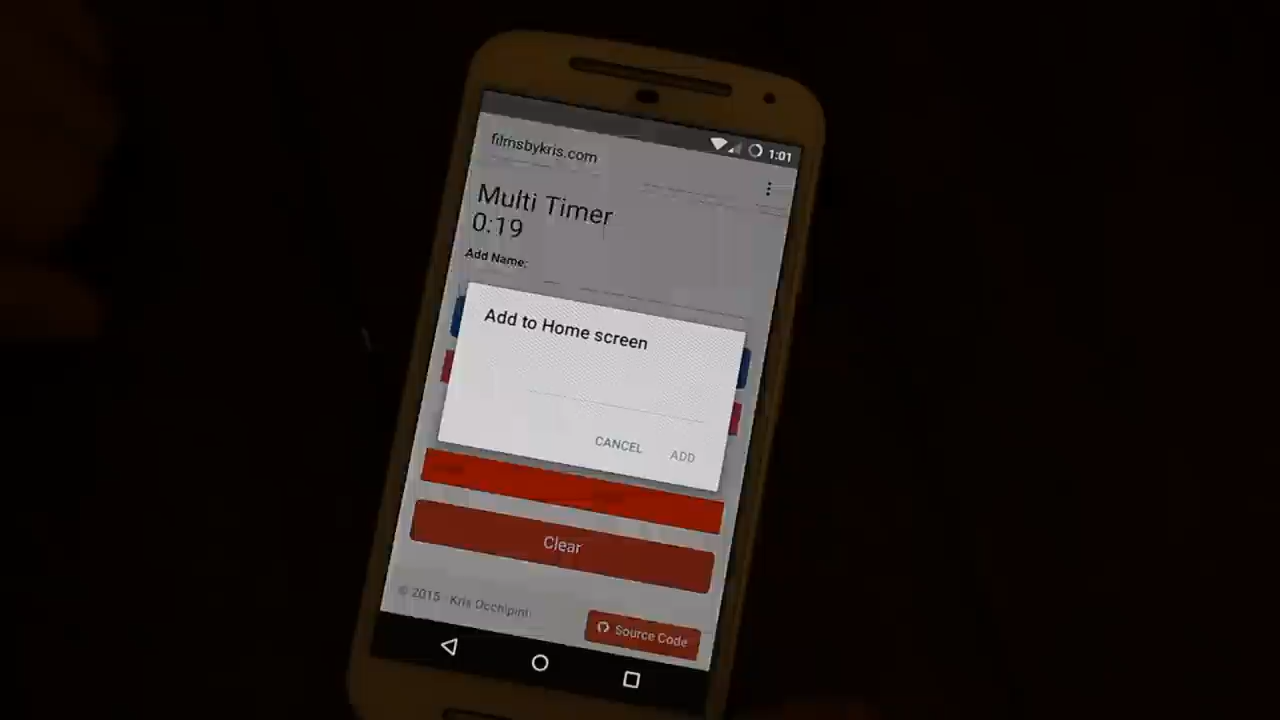 1:01
filmsbykris.com
Multi Timer
0:19
Add Name:
Add to Home screen
CANCEL ADD
Clear
© 2015 Kris Occhipinti
Source Code